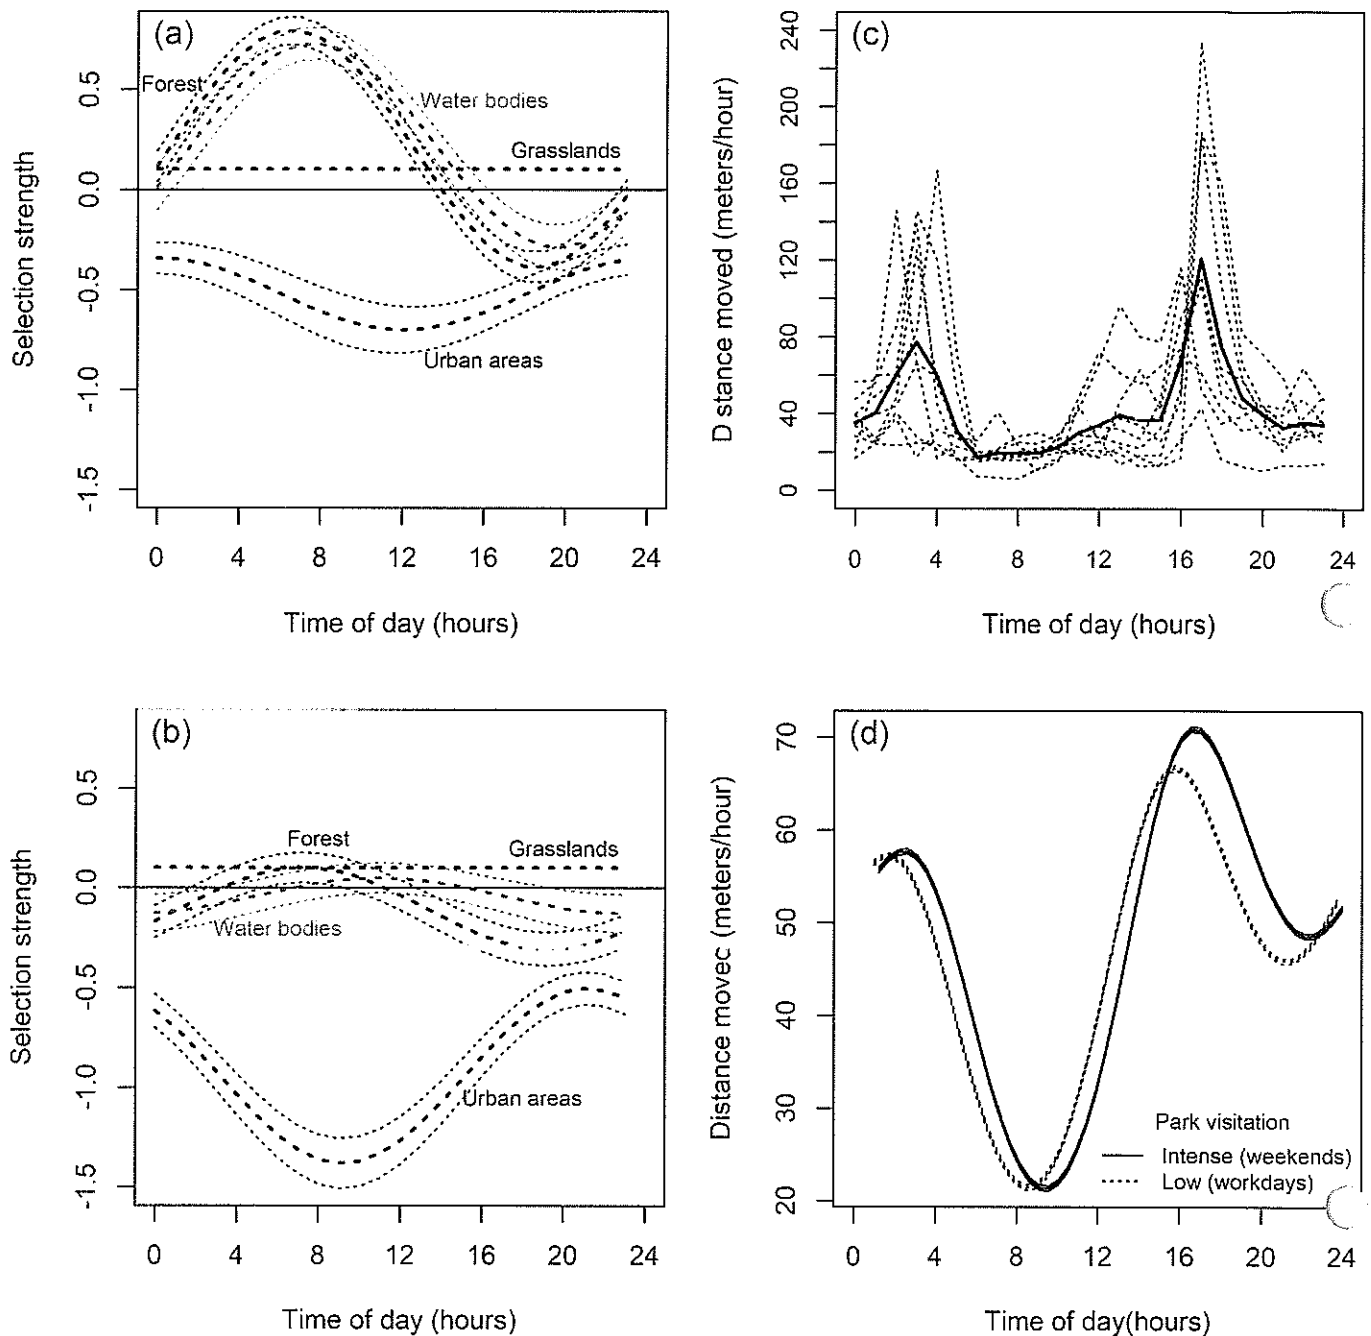 (a)
Forest
Water bodies
Grasslands
Urban areas
Selection strength
0.5
0.0
-0.5
-1.0
-1.5
0 4 8 12 16 20 24
Time of day (hours)
(c)
D stance moved (meters/hour)
240
200
160
120
80
40
0
0 4 8 12 16 20 24
Time of day (hours)
(b)
Forest
Grasslands
Water bodies
Urban areas
Selection strength
0.5
0.0
-0.5
-1.0
-1.5
0 4 8 12 16 20 24
Time of day (hours)
(d)
Distance movec (meters/hour)
70
60
50
40
30
20
Park visitation
Intense (weekends)
Low (workdays)
0 4 8 12 16 20 24
Time of day(hours)